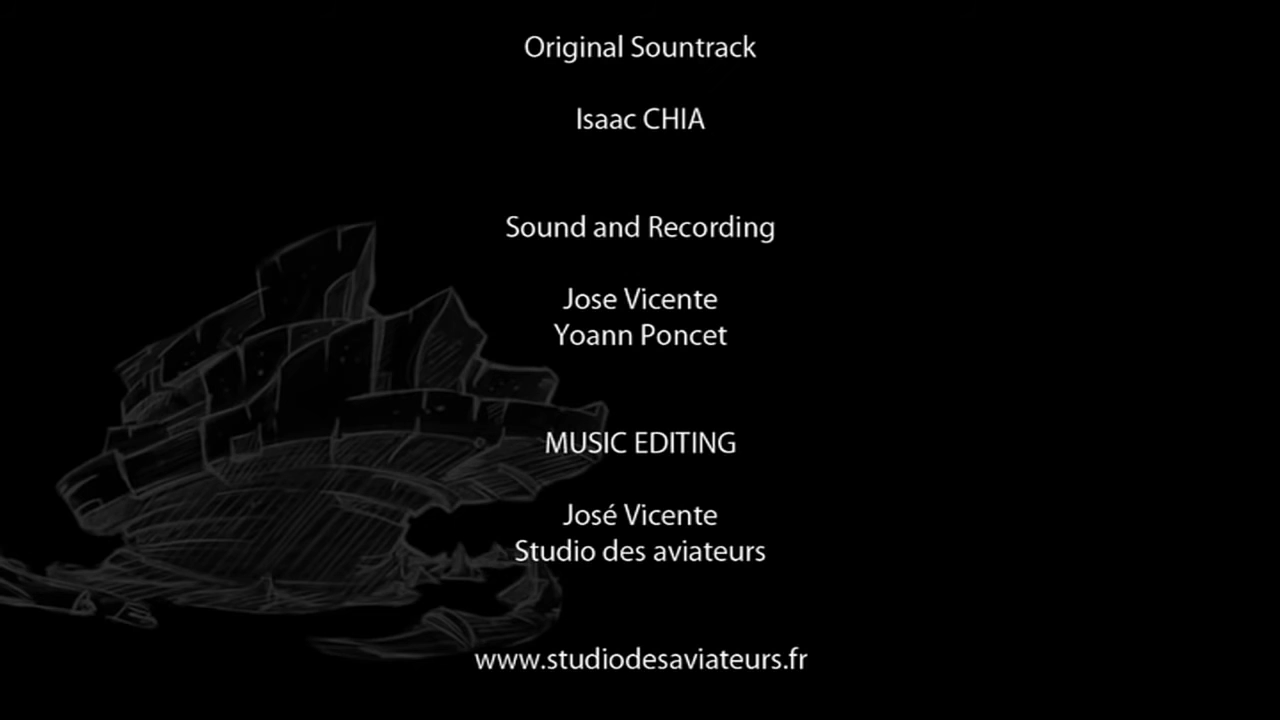 Original Sountrack
Isaac CHIA
Sound and Recording
Jose Vicente
Yoann Poncet
MUSIC EDITING
José Vicente
Studio des aviateurs
www.studiodesaviateurs.fr